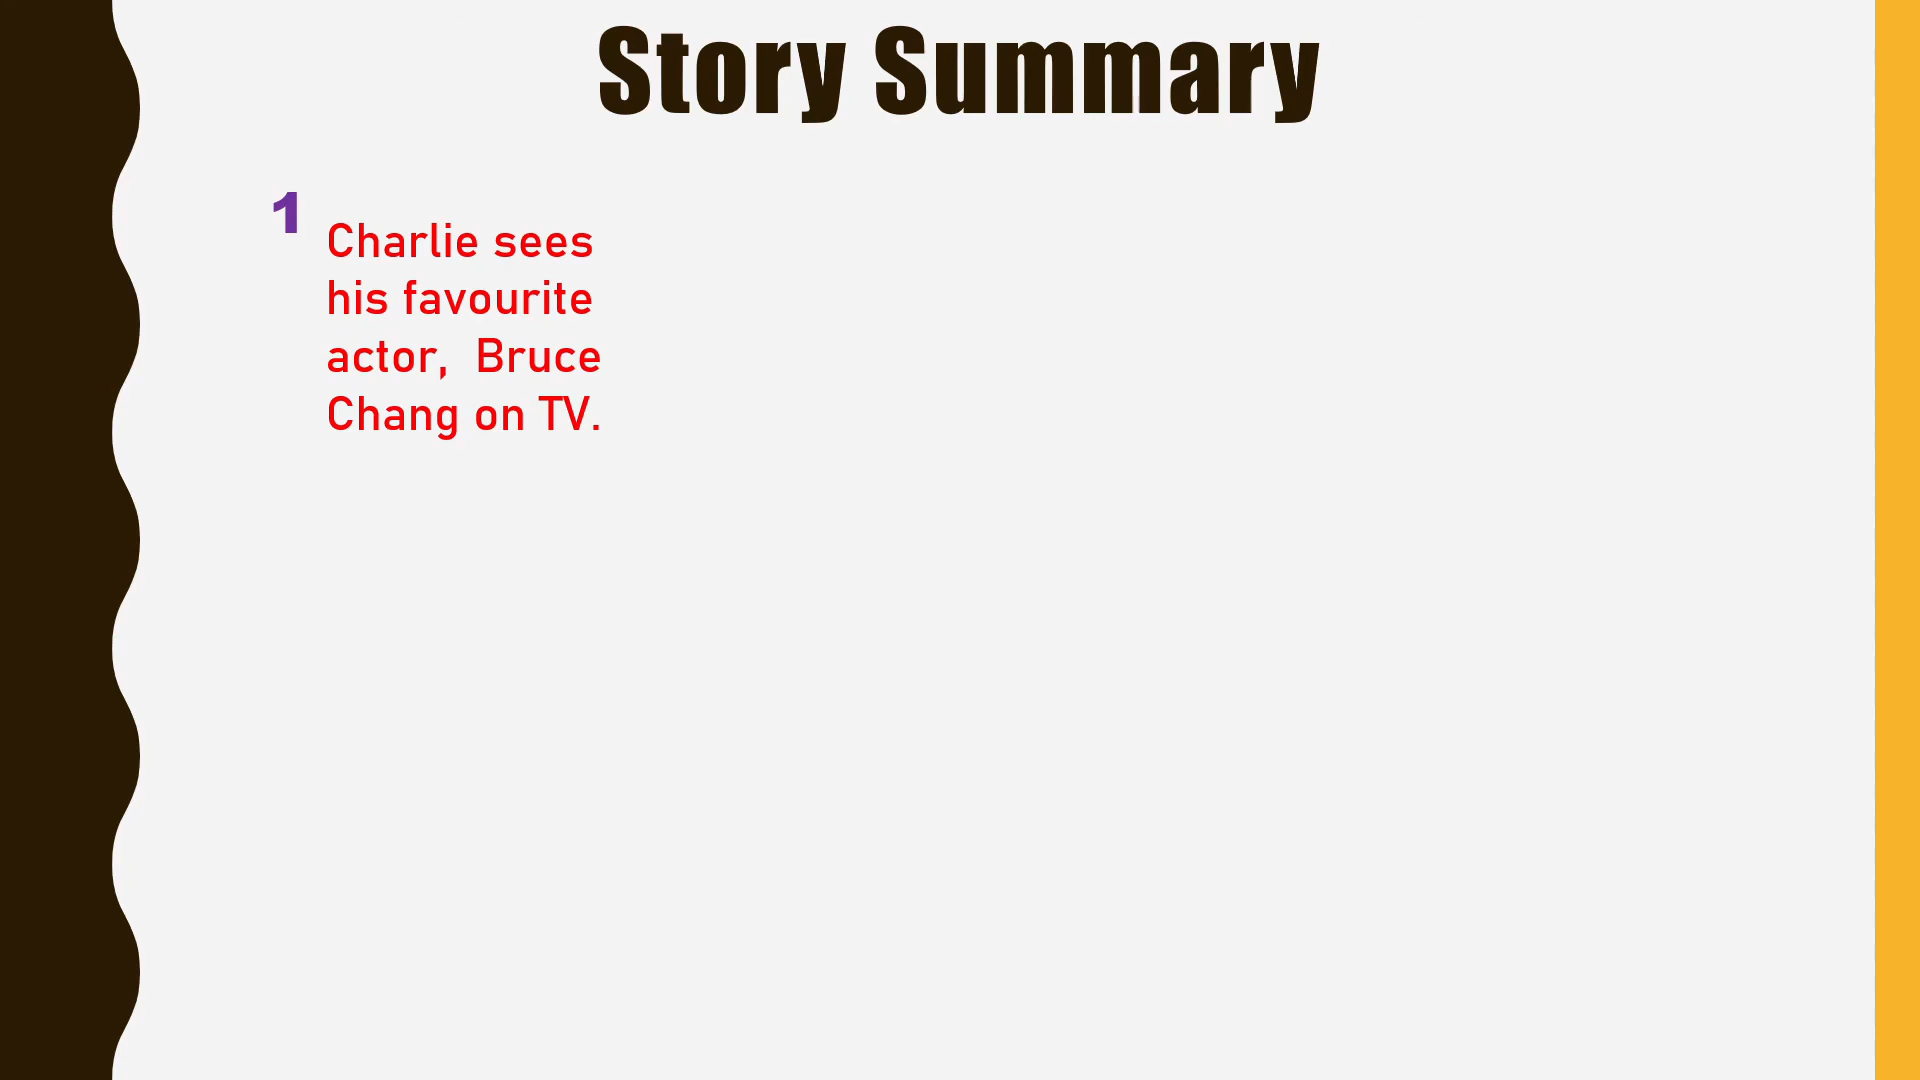 Story Summary
1
Charlie sees
his favourite
actor,  Bruce
Chang on TV.